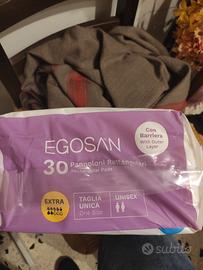 EGOSAN
Con
Barriera
With Outer
Layer
30 Pannoloni Rettangolari
Rectangular Pads
EXTRA
TAGLIA
UNICA
One Size
UNISEX
subito